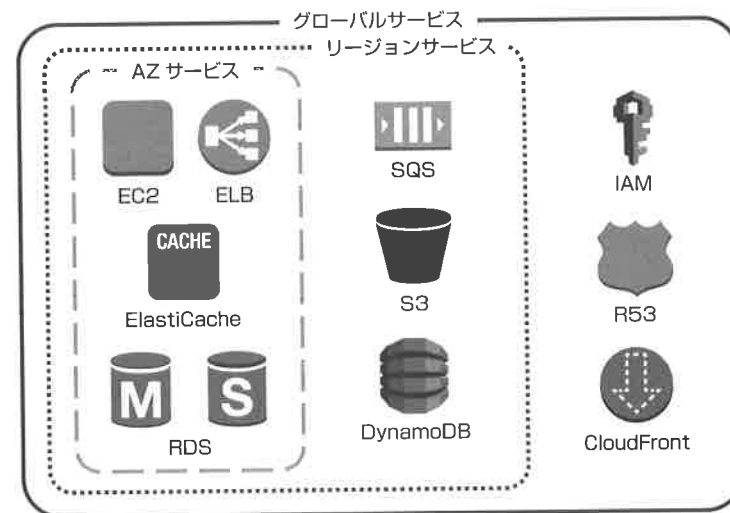 グローバルサービス
リージョンサービス
AZ サービス
EC2
ELB
CACHE
ElastiCache
M
S
RDS
SQS
S3
DynamoDB
IAM
R53
CloudFront